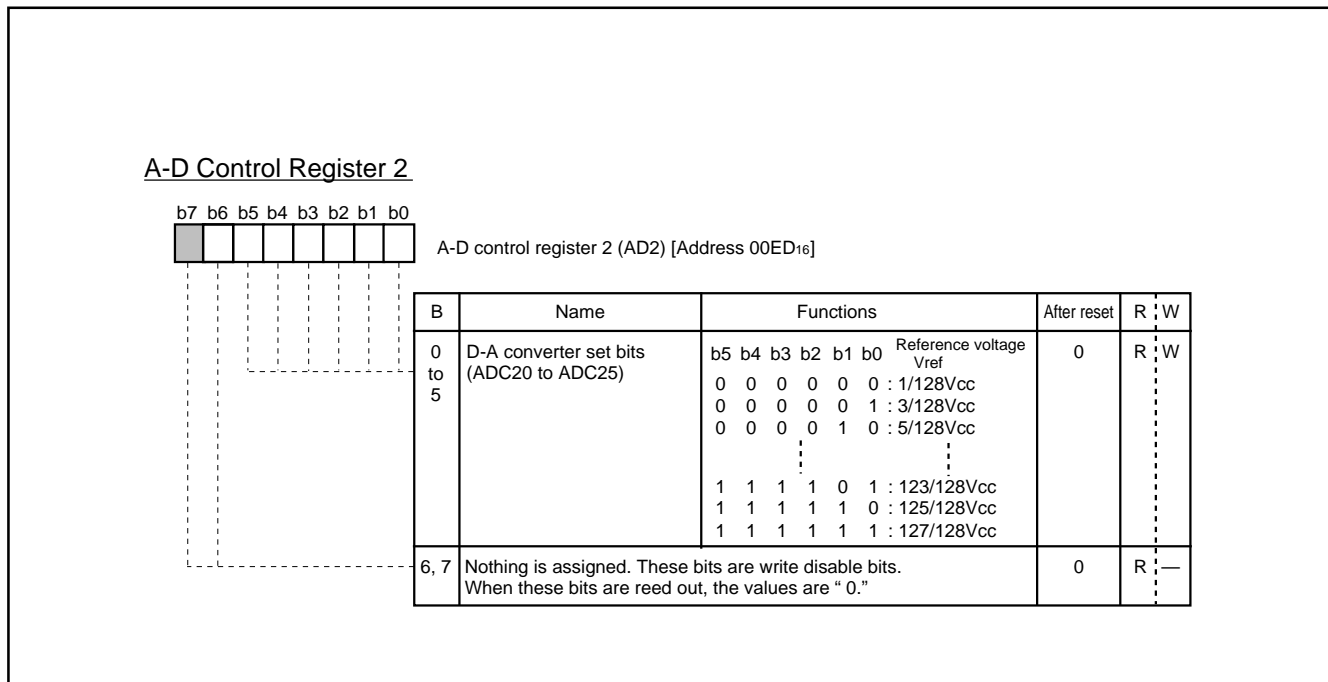 A-D Control Register 2
b7 b6 b5 b4 b3 b2 b1 b0
A-D control register 2 (AD2) [Address 00ED16]
B Name Functions After reset R W
0 to 5 D-A converter set bits (ADC20 to ADC25) 0 R W
b5 b4 b3 b2 b1 b0 Reference voltage Vref
0 0 0 0 0 0 : 1/128Vcc
0 0 0 0 0 1 : 3/128Vcc
0 0 0 0 1 0 : 5/128Vcc
1 1 1 1 0 1 : 123/128Vcc
1 1 1 1 1 0 : 125/128Vcc
1 1 1 1 1 1 : 127/128Vcc
6, 7 Nothing is assigned. These bits are write disable bits. 0 R —
When these bits are reed out, the values are “ 0.”